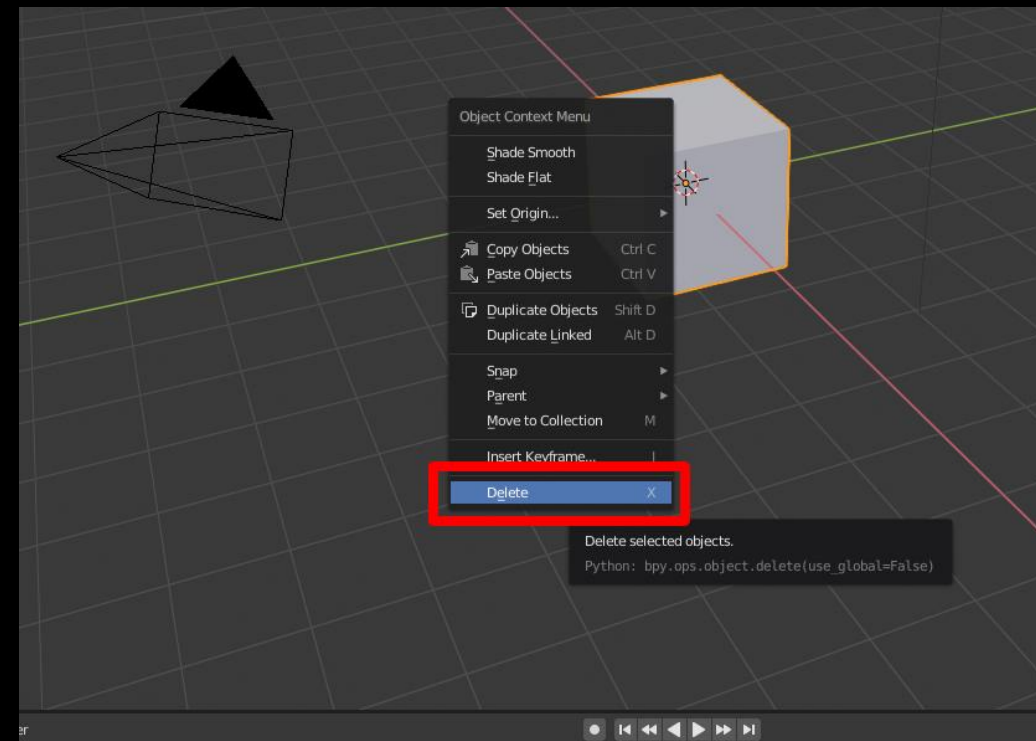 Object Context Menu
Shade Smooth
Shade Flat
Set Origin...
Copy Objects Ctrl C
Paste Objects Ctrl V
Duplicate Objects Shift D
Duplicate Linked Alt D
Snap
Parent
Move to Collection M
Insert Keyframe... I
Delete X
Delete selected objects.
Python: bpy.ops.object.delete(use_global=False)